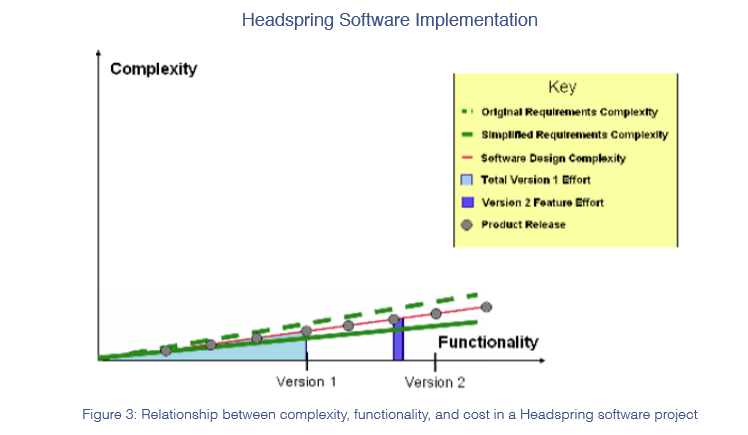 Headspring Software Implementation
Complexity
Key
Original Requirements Complexity
Simplified Requirements Complexity
Software Design Complexity
Total Version 1 Effort
Version 2 Feature Effort
Product Release
Functionality
Version 1
Version 2
Figure 3: Relationship between complexity, functionality, and cost in a Headspring software project